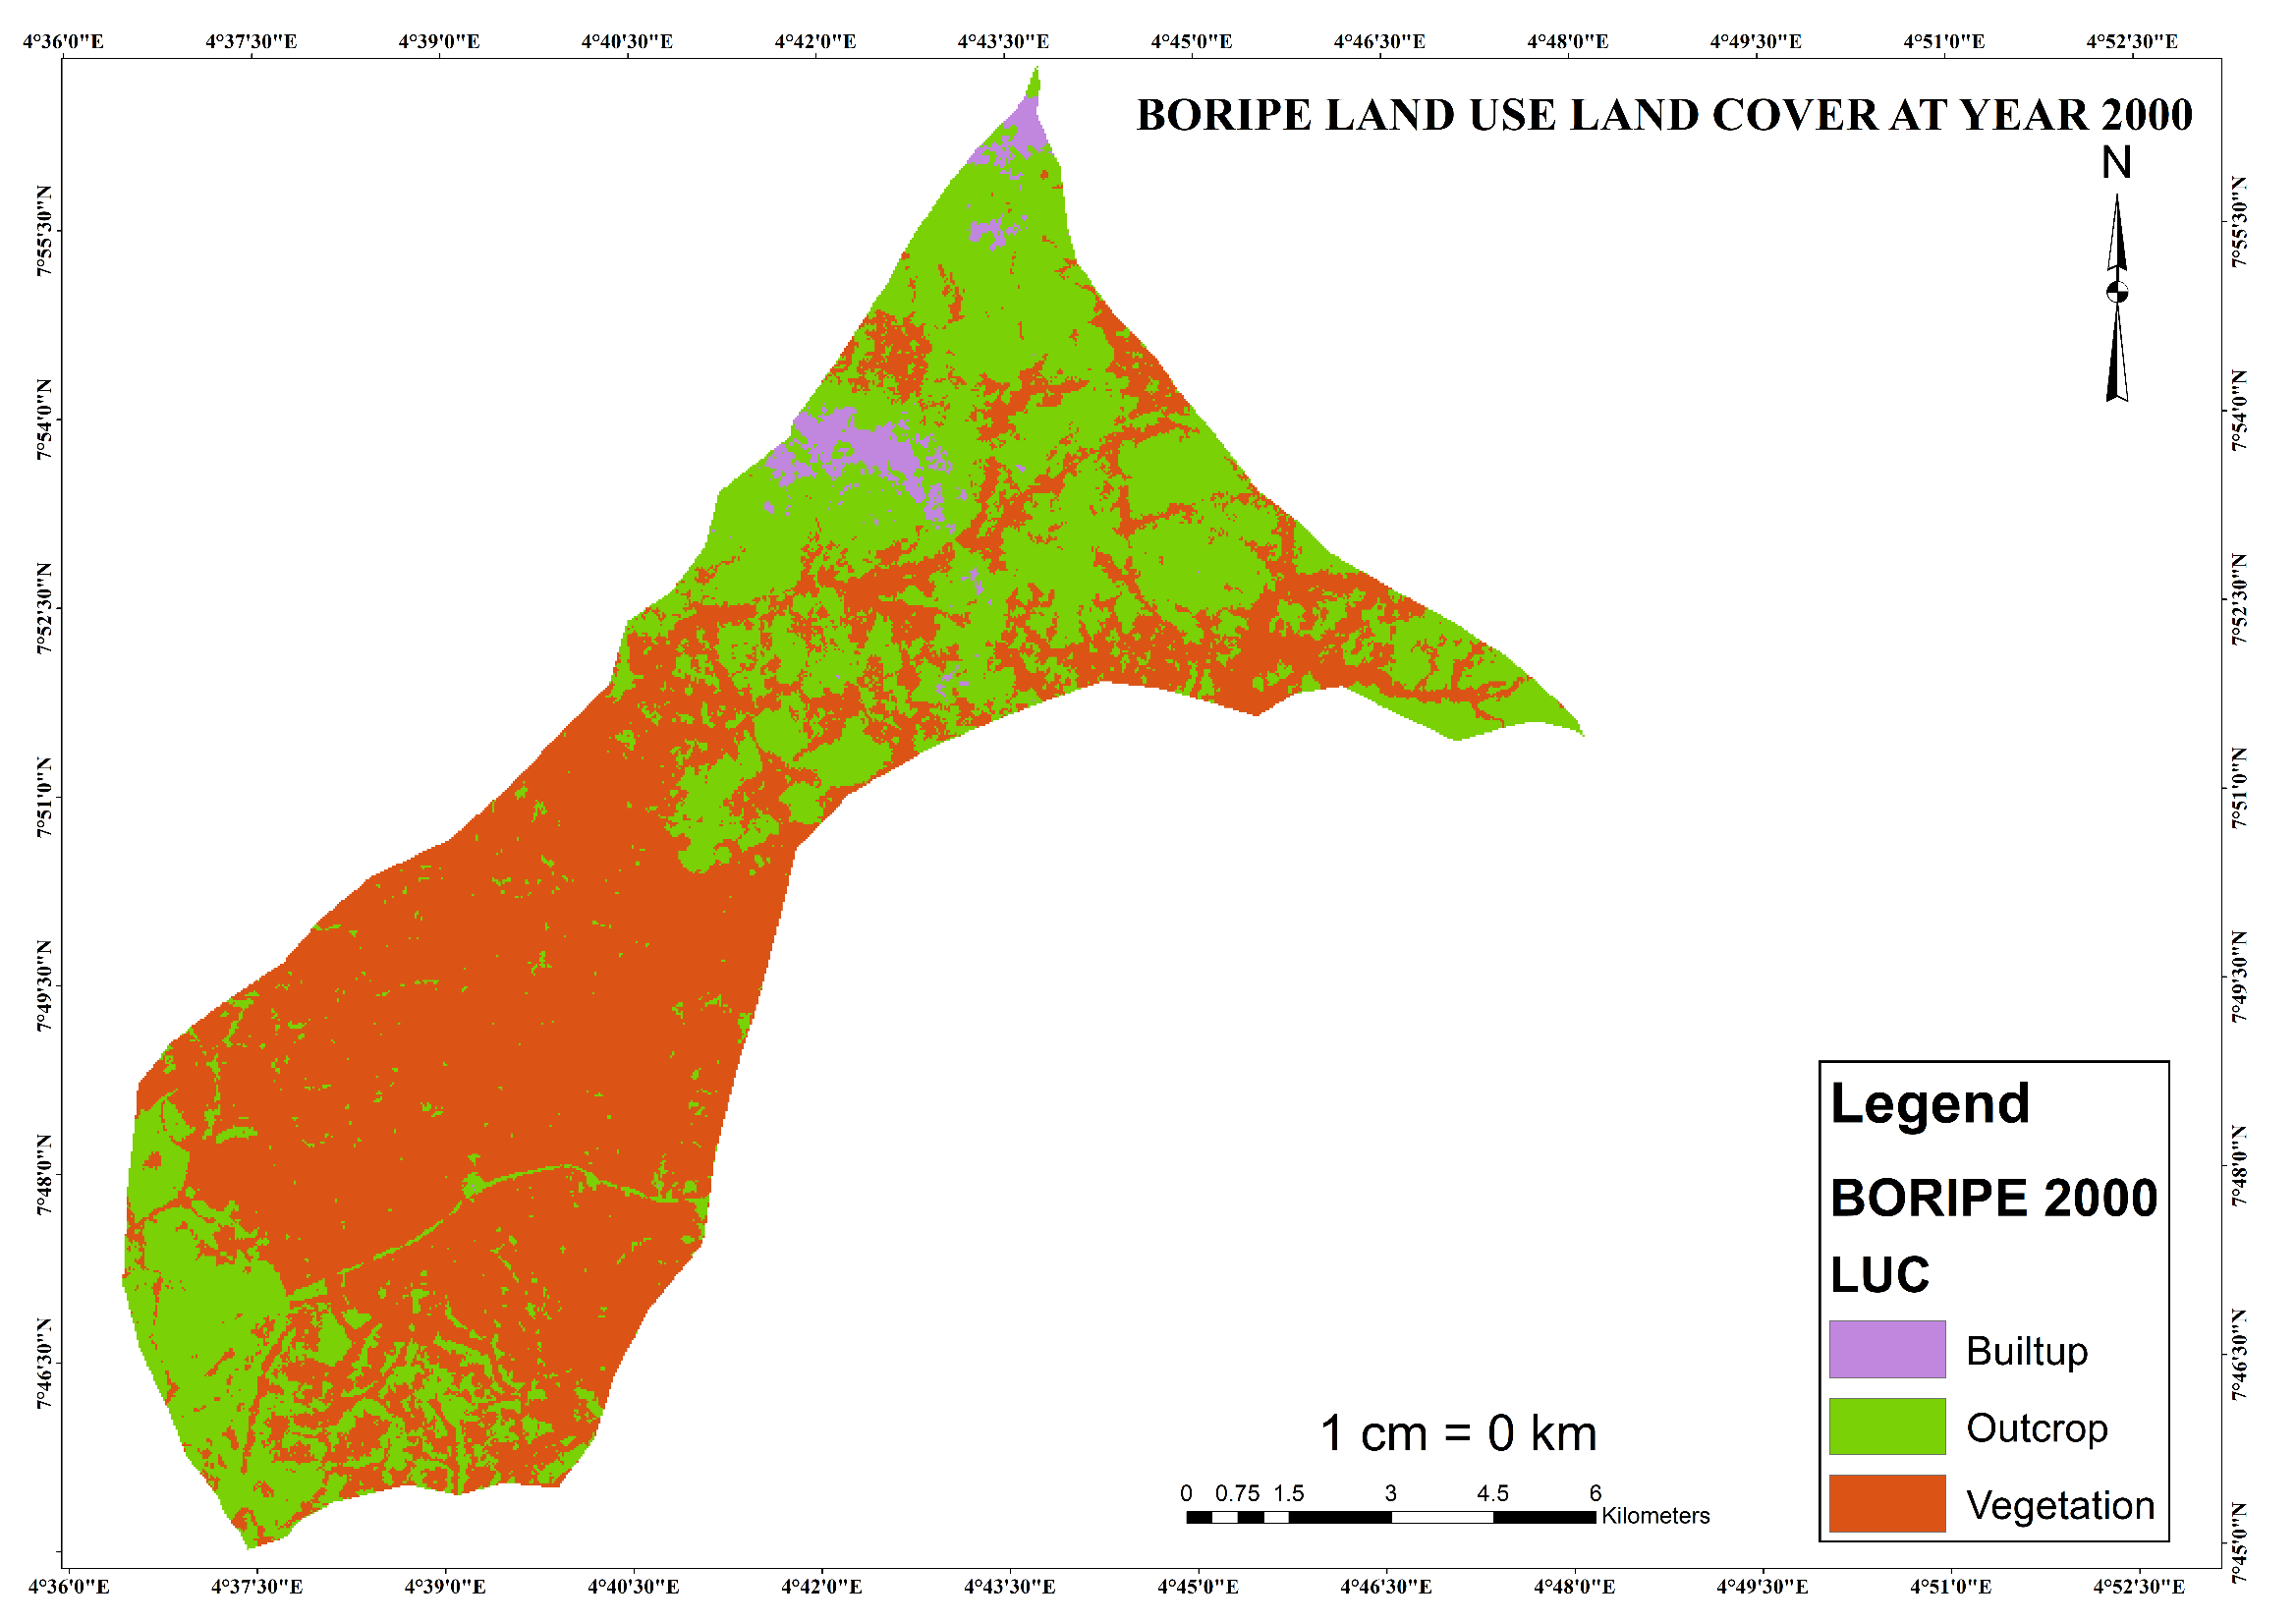 4°36'0"E 4°37'30"E 4°39'0"E 4°40'30"E 4°42'0"E 4°43'30"E 4°45'0"E 4°46'30"E 4°48'0"E 4°49'30"E 4°51'0"E 4°52'30"E
BORIPE LAND USE LAND COVER AT YEAR 2000
N
7°55'30"N
7°54'0"N
7°52'30"N
7°51'0"N
7°49'30"N
7°48'0"N
7°46'30"N
7°55'30"N
7°54'0"N
7°52'30"N
7°51'0"N
7°49'30"N
7°48'0"N
7°46'30"N
7°45'0"N
Legend
BORIPE 2000
LUC
Builtup
Outcrop
Vegetation
1 cm = 0 km
0 0.75 1.5 3 4.5 6
Kilometers
4°36'0"E 4°37'30"E 4°39'0"E 4°40'30"E 4°42'0"E 4°43'30"E 4°45'0"E 4°46'30"E 4°48'0"E 4°49'30"E 4°51'0"E 4°52'30"E